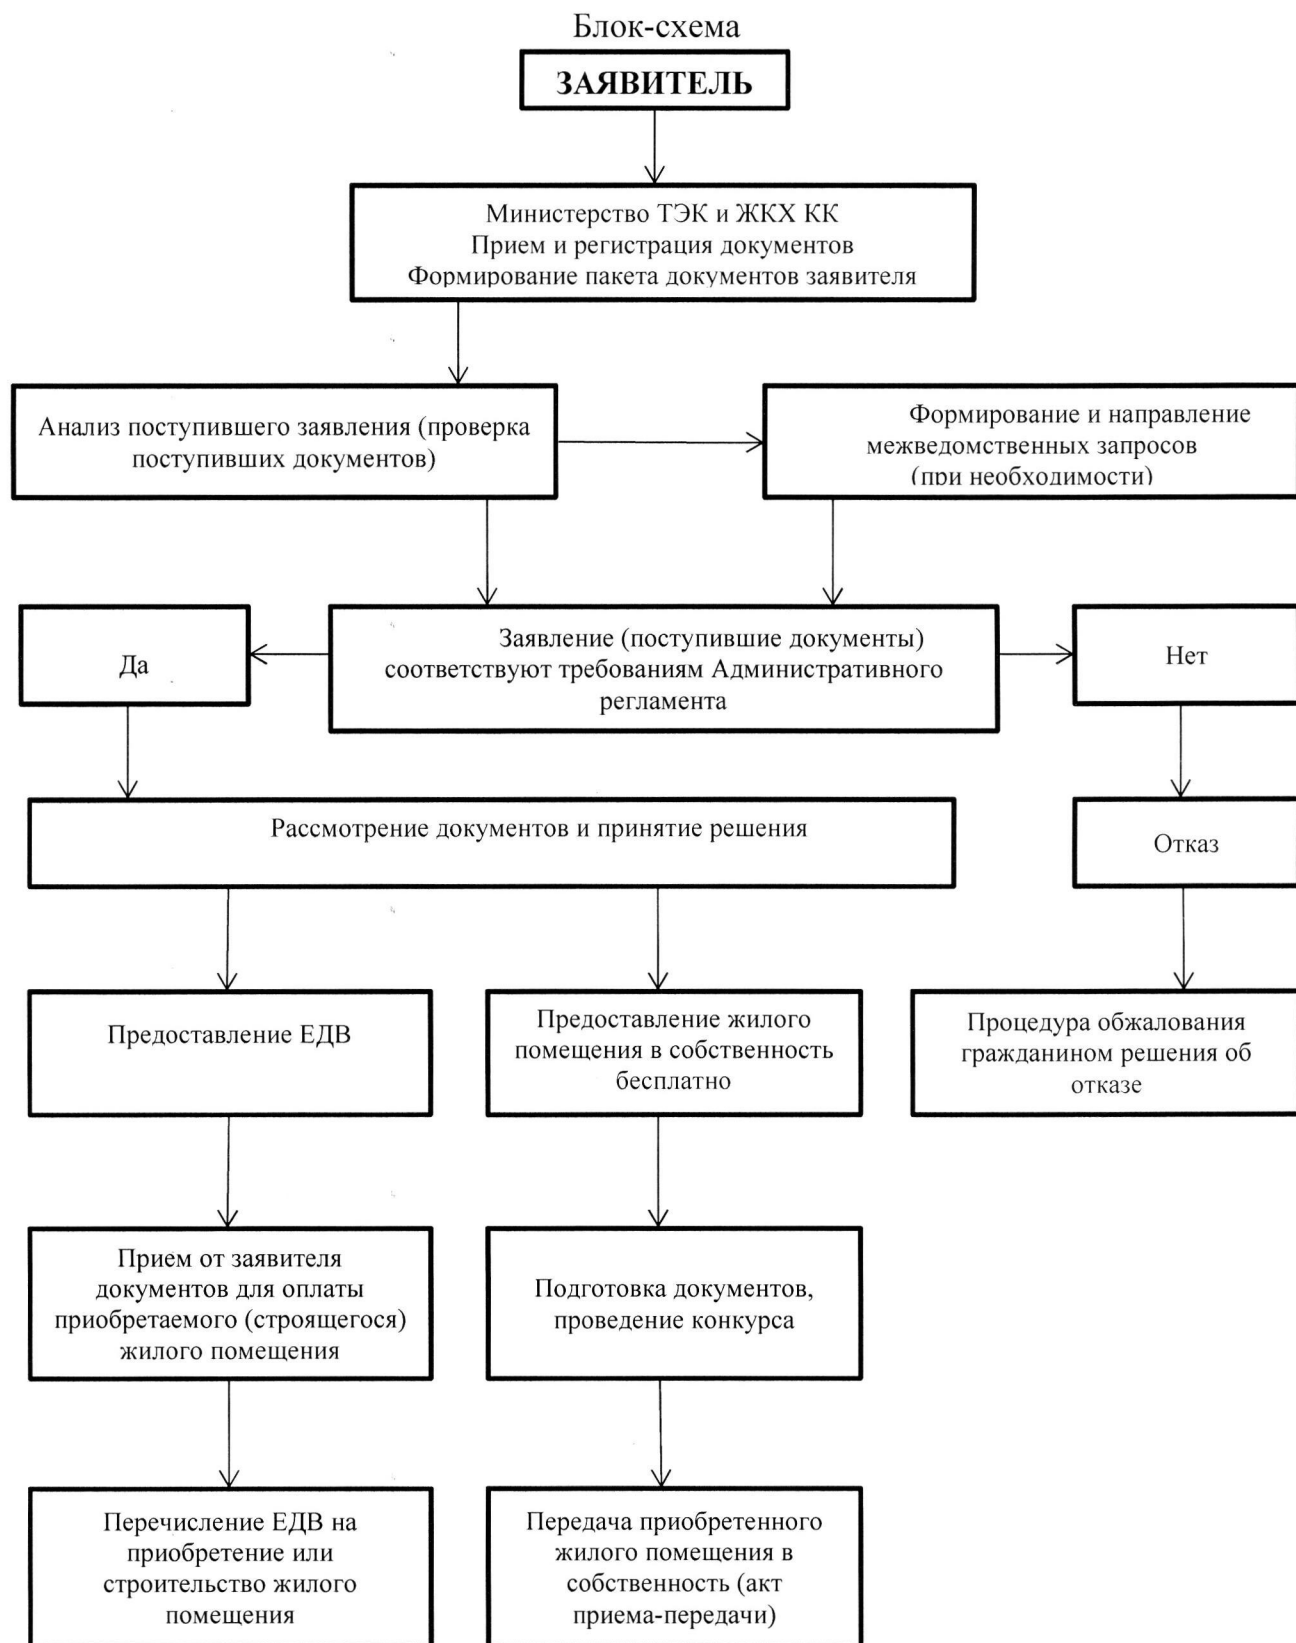 Блок-схема
ЗАЯВИТЕЛЬ
Министерство ТЭК и ЖКХ КК
Прием и регистрация документов
Формирование пакета документов заявителя
Анализ поступившего заявления (проверка
поступивших документов)
Формирование и направление
межведомственных запросов
(при необходимости)
Да
Заявление (поступившие документы)
соответствуют требованиям Административного
регламента
Нет
Рассмотрение документов и принятие решения
Отказ
Предоставление ЕДВ
Предоставление жилого
помещения в собственность
бесплатно
Процедура обжалования
гражданином решения об
отказе
Прием от заявителя
документов для оплаты
приобретаемого (строящегося)
жилого помещения
Подготовка документов,
проведение конкурса
Перечисление ЕДВ на
приобретение или
строительство жилого
помещения
Передача приобретенного
жилого помещения в
собственность (акт
приема-передачи)